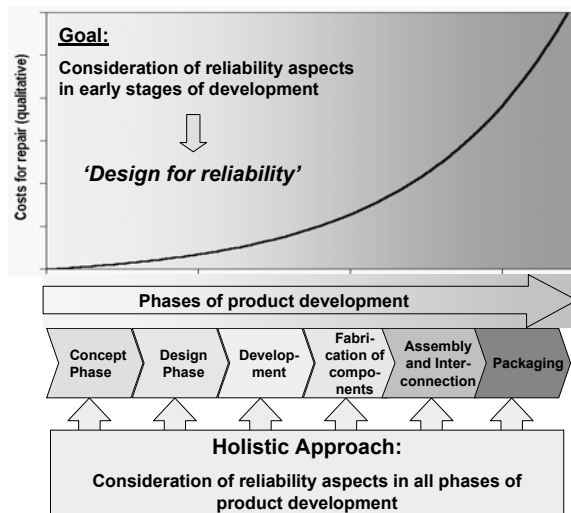 Goal:
Consideration of reliability aspects
in early stages of development
'Design for reliability'
Costs for repair (qualitative)
Phases of product development
Concept
Phase
Design
Phase
Develop-
ment
Fabri-
cation of
compo-
nents
Assembly
and Inter-
connection
Packaging
Holistic Approach:
Consideration of reliability aspects in all phases of
product development